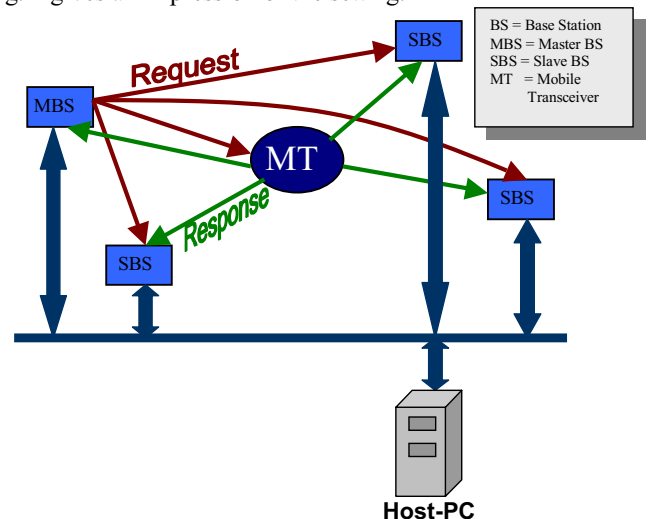 SBS
BS = Base Station
MBS = Master BS
SBS = Slave BS
MT = Mobile
Transceiver
Request
MBS
MT
SBS
Response
SBS
Host-PC